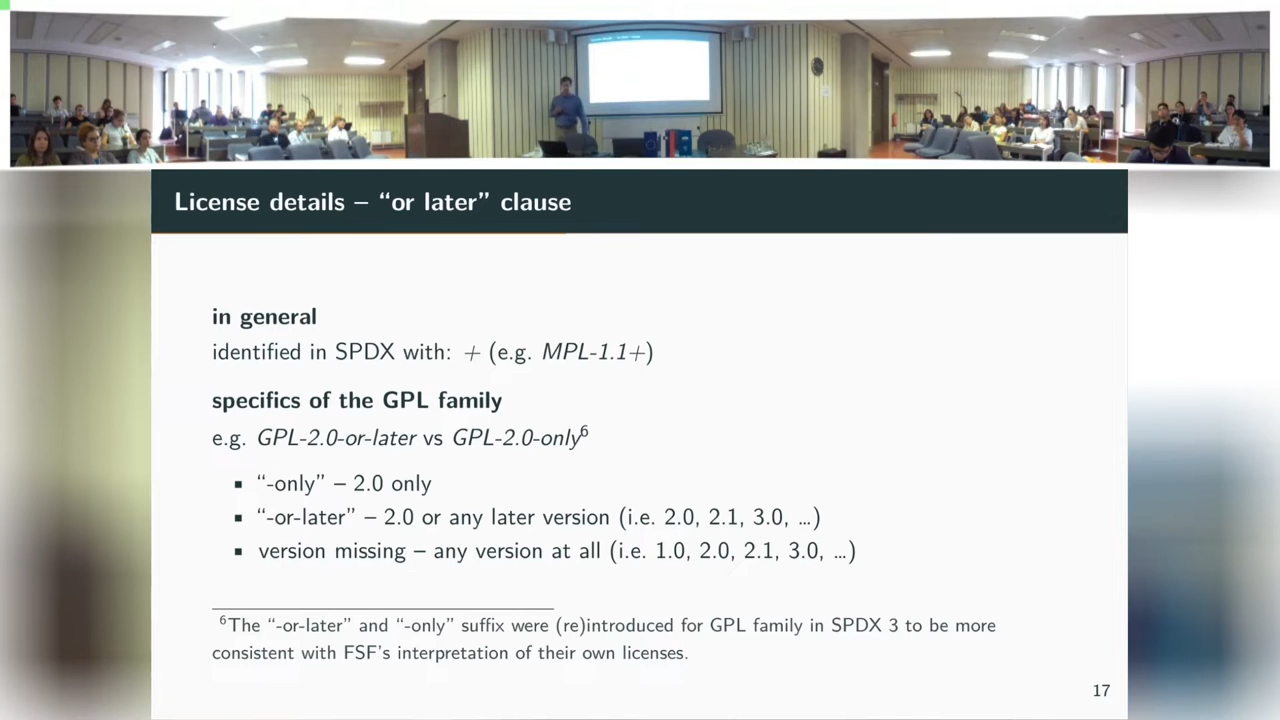 License details – “or later” clause
in general
identified in SPDX with: + (e.g. MPL-1.1+)
specifics of the GPL family
e.g. GPL-2.0-or-later vs GPL-2.0-only⁶
▪ “-only” – 2.0 only
▪ “-or-later” – 2.0 or any later version (i.e. 2.0, 2.1, 3.0, ...)
▪ version missing – any version at all (i.e. 1.0, 2.0, 2.1, 3.0, ...)
⁶The “-or-later” and “-only” suffix were (re)introduced for GPL family in SPDX 3 to be more
consistent with FSF's interpretation of their own licenses.
17